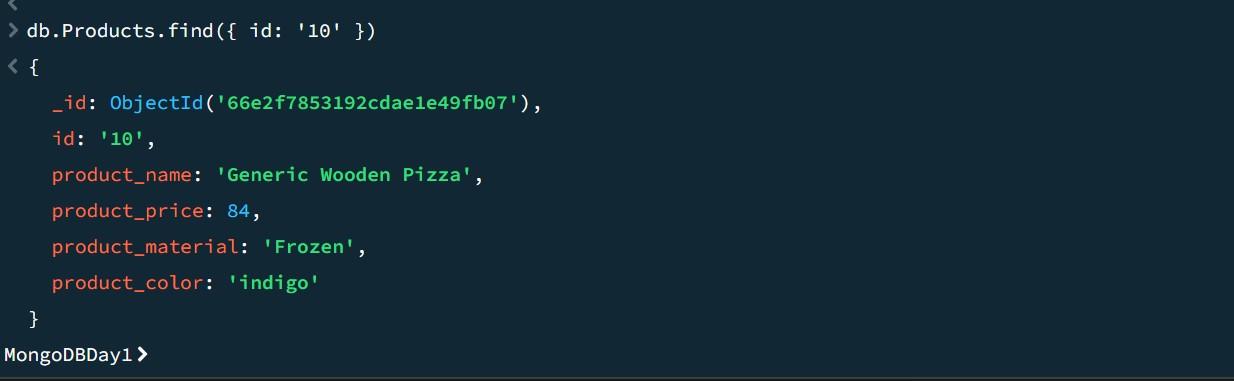 > db.Products.find({ id: '10' })
< {
_id: ObjectId('66e2f7853192cdae1e49fb07'),
id: '10',
product_name: 'Generic Wooden Pizza',
product_price: 84,
product_material: 'Frozen',
product_color: 'indigo'
}
MongoDBDay1>